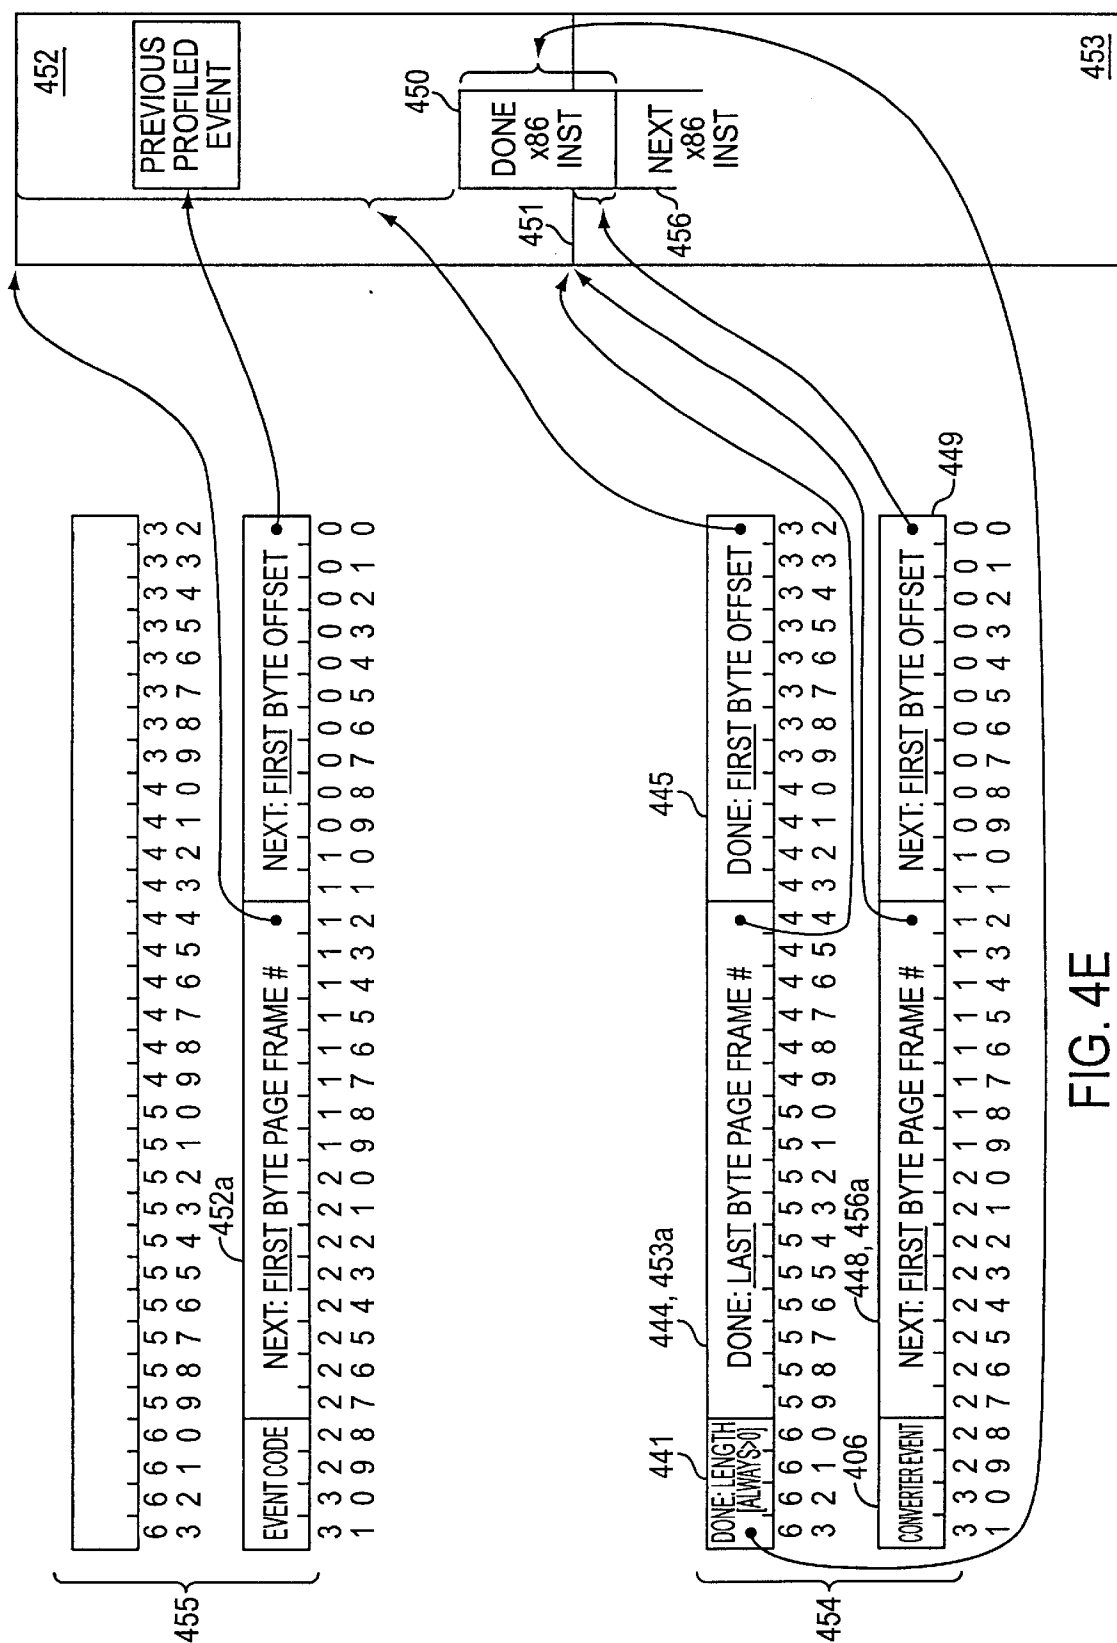 6 6 6 6 5 5 5 5 5 5 5 5 5 5 4 4 4 4 4 4 4 4 4 4 3 3 3 3 3 3 3 3
3 2 1 0 9 8 7 6 5 4 3 2 1 0 9 8 7 6 5 4 3 2 1 0 9 8 7 6 5 4 3 2
455
452a
EVENT CODE
NEXT: FIRST BYTE PAGE FRAME #
NEXT: FIRST BYTE OFFSET
3 3 2 2 2 2 2 2 2 2 2 2 1 1 1 1 1 1 1 1 1 1 0 0 0 0 0 0 0 0 0 0
1 0 9 8 7 6 5 4 3 2 1 0 9 8 7 6 5 4 3 2 1 0 9 8 7 6 5 4 3 2 1 0
452
PREVIOUS
PROFILED
EVENT
450
DONE
x86
INST
451
NEXT
x86
INST
456
453
441
444, 453a
445
DONE: LENGTH
[ALWAYS>0]
DONE: LAST BYTE PAGE FRAME #
DONE: FIRST BYTE OFFSET
6 6 6 6 5 5 5 5 5 5 5 5 5 5 4 4 4 4 4 4 4 4 4 4 3 3 3 3 3 3 3 3
3 2 1 0 9 8 7 6 5 4 3 2 1 0 9 8 7 6 5 4 3 2 1 0 9 8 7 6 5 4 3 2
454
406
448, 456a
449
CONVERTER EVENT
NEXT: FIRST BYTE PAGE FRAME #
NEXT: FIRST BYTE OFFSET
3 3 2 2 2 2 2 2 2 2 2 2 1 1 1 1 1 1 1 1 1 1 0 0 0 0 0 0 0 0 0 0
1 0 9 8 7 6 5 4 3 2 1 0 9 8 7 6 5 4 3 2 1 0 9 8 7 6 5 4 3 2 1 0
FIG. 4E